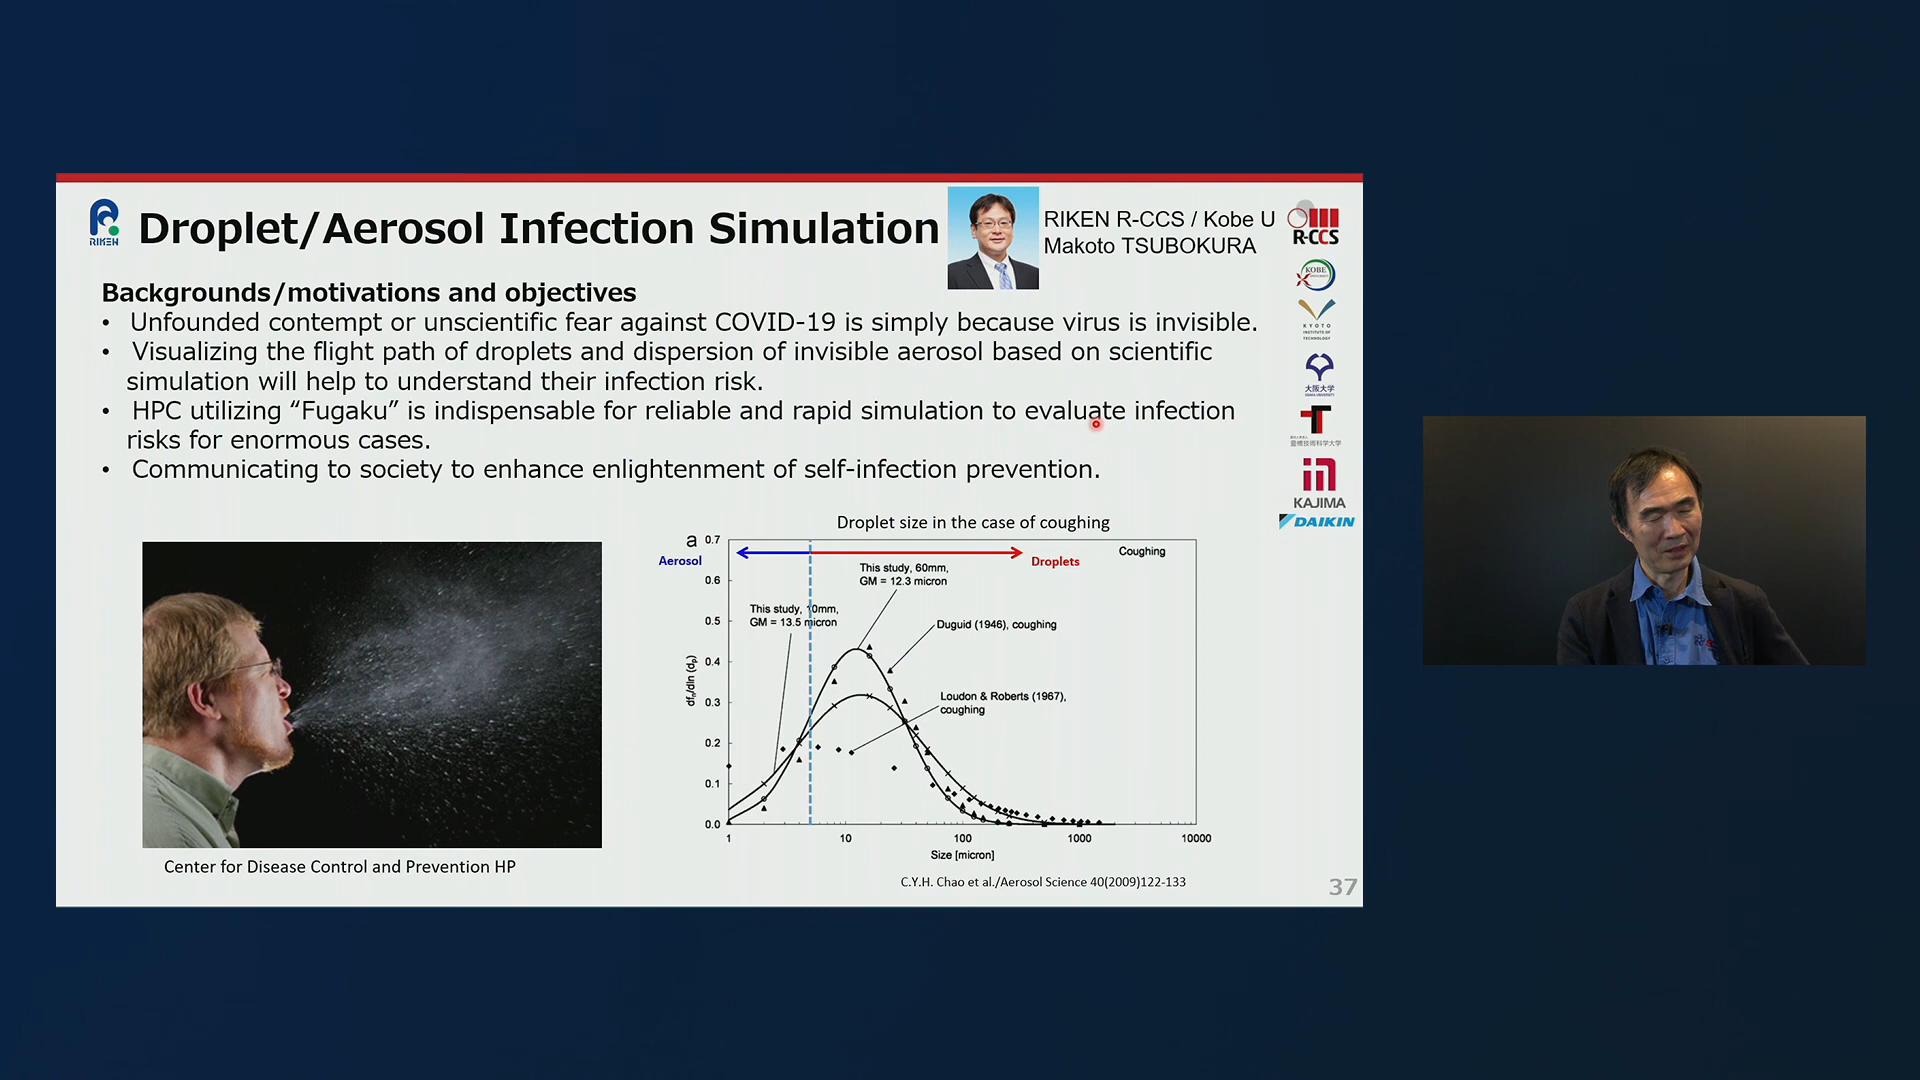 RIKEN
Droplet/Aerosol Infection Simulation
RIKEN R-CCS / Kobe U
Makoto TSUBOKURA
R-CCS
KOBE
Backgrounds/motivations and objectives
• Unfounded contempt or unscientific fear against COVID-19 is simply because virus is invisible.
• Visualizing the flight path of droplets and dispersion of invisible aerosol based on scientific
simulation will help to understand their infection risk.
• HPC utilizing “Fugaku” is indispensable for reliable and rapid simulation to evaluate infection
risks for enormous cases.
• Communicating to society to enhance enlightenment of self-infection prevention.
KYOTO
INSTITUTE OF
TECHNOLOGY
大阪大学
OSAKA UNIVERSITY
豊橋技術科学大学
KAJIMA
DAIKIN
Center for Disease Control and Prevention HP
Droplet size in the case of coughing
a
Aerosol
Droplets
Coughing
This study, 60mm,
GM = 12.3 micron
This study, 10mm,
GM = 13.5 micron
Duguid (1946), coughing
Loudon & Roberts (1967),
coughing
0.7
0.6
0.5
0.4
0.3
0.2
0.1
0.0
1 10 100 1000 10000
Size [micron]
C.Y.H. Chao et al./Aerosol Science 40(2009)122-133
37